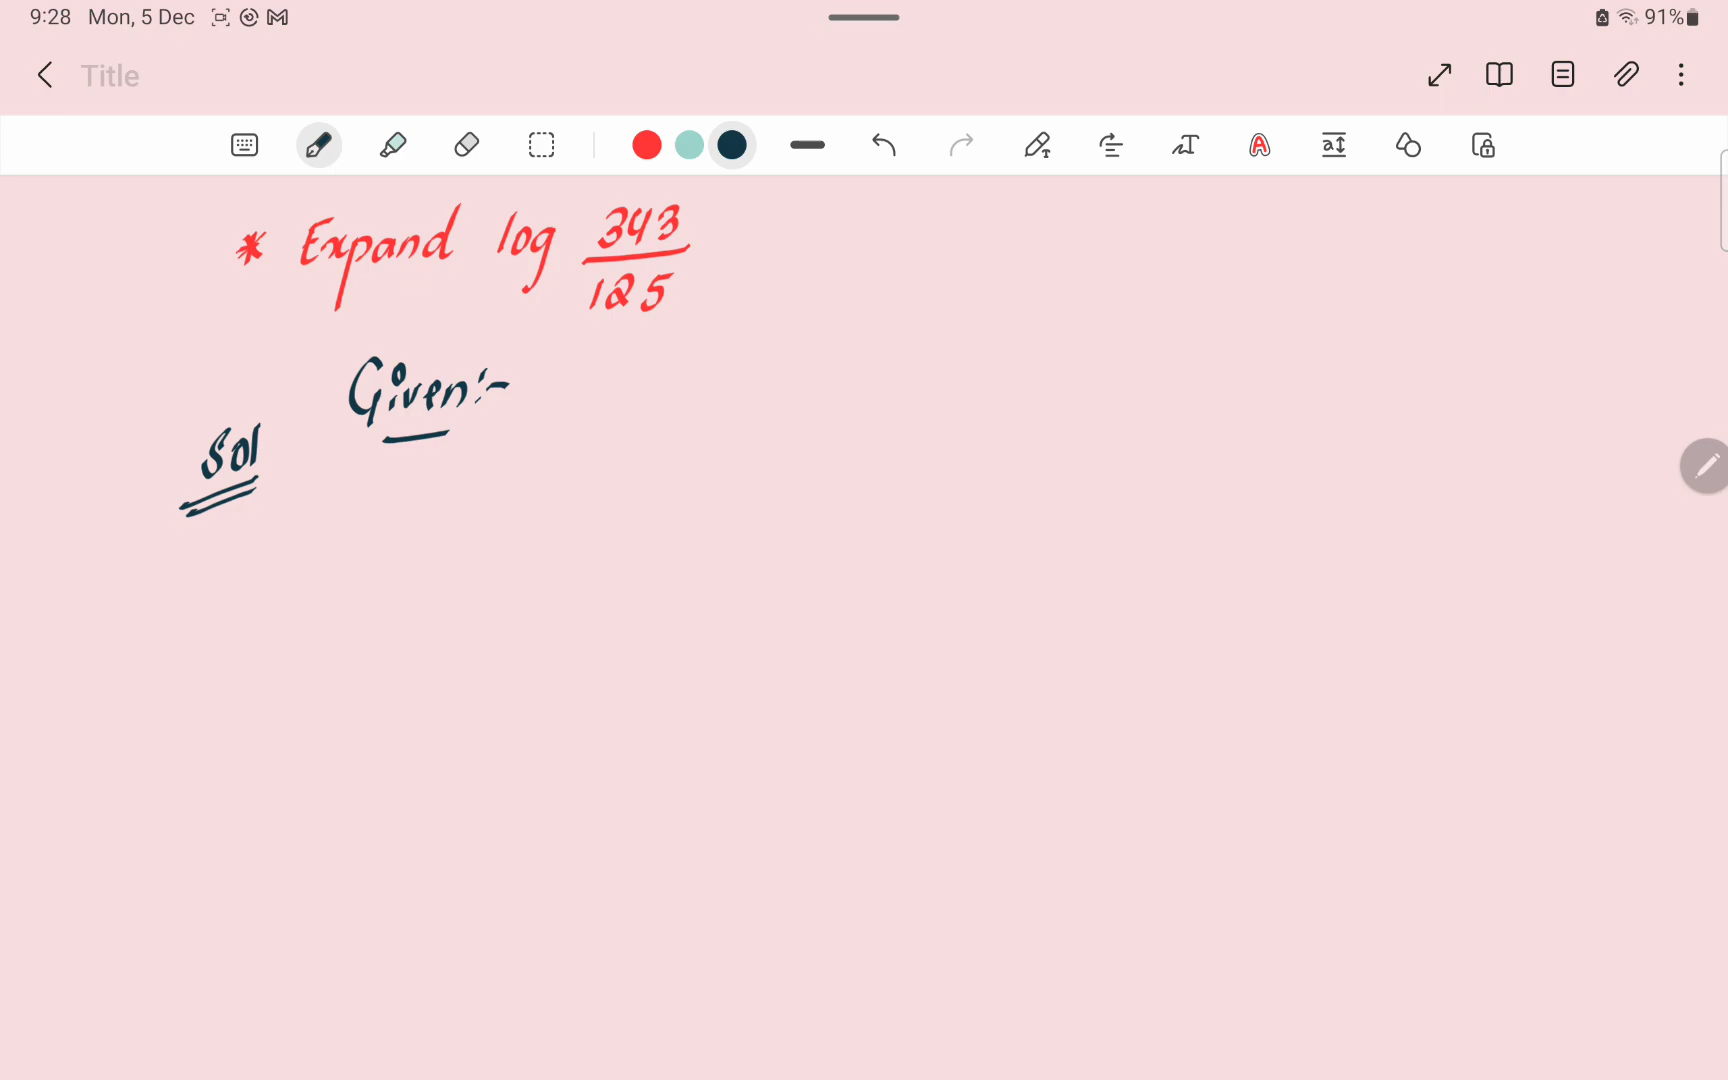 9:28 Mon, 5 Dec 91%
Title
* Expand log 343/125
Given:-
Sol